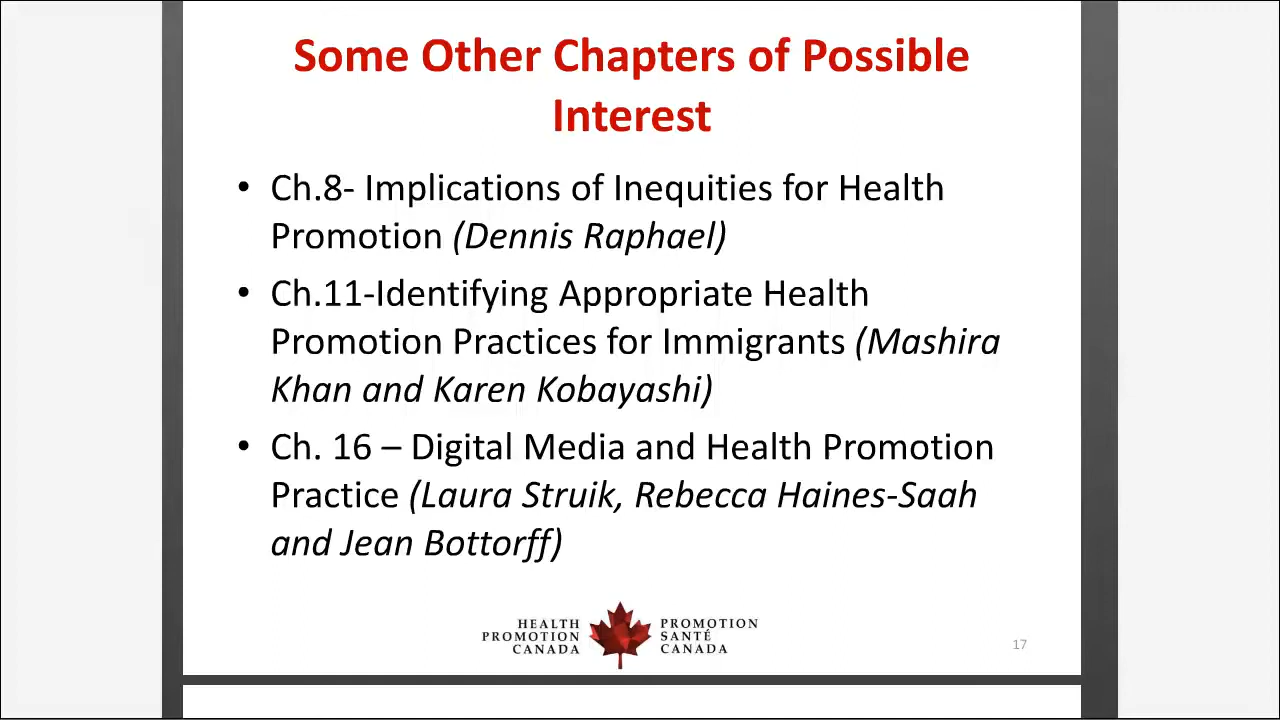 Some Other Chapters of Possible
Interest
• Ch.8- Implications of Inequities for Health
Promotion (Dennis Raphael)
• Ch.11-Identifying Appropriate Health
Promotion Practices for Immigrants (Mashira
Khan and Karen Kobayashi)
• Ch. 16 – Digital Media and Health Promotion
Practice (Laura Struik, Rebecca Haines-Saah
and Jean Bottorff)
HEALTH
PROMOTION
CANADA
PROMOTION
SANTÉ
CANADA
17